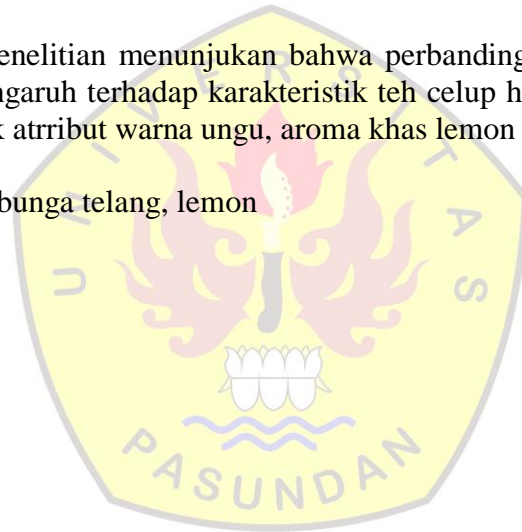 enelitian menunjukan bahwa perbanding
ngaruh terhadap karakteristik teh celup h
k atrribut warna ungu, aroma khas lemon
bunga telang, lemon
UNIVERSITAS
PASUNDAN